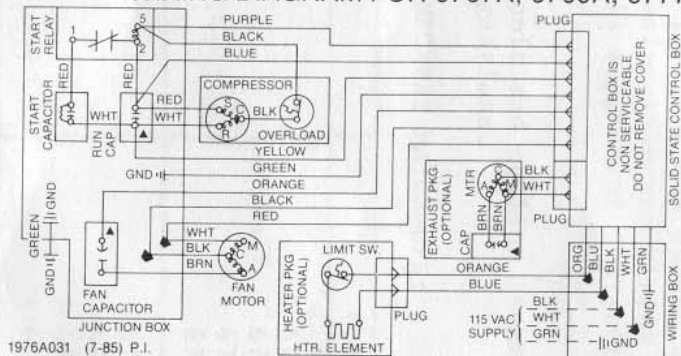 START RELAY
1
5
2
RED
RED
START CAPACITOR
WHT
RUN CAP
PURPLE
BLACK
BLUE
COMPRESSOR
RED
WHT
S
C
R
BLK
OVERLOAD
YELLOW
GREEN
GND
ORANGE
BLACK
RED
GND
GREEN
GND
WHT
BLK
BRN
M
C
A
FAN CAPACITOR
FAN MOTOR
JUNCTION BOX
1976A031 (7-85) P.I.
PLUG
CONTROL BOX IS
NON SERVICEABLE
DO NOT REMOVE COVER
SOLID STATE CONTROL BOX
EXHAUST PKG.
(OPTIONAL)
MTR
C
A
M
BLK
WHT
BRN
BRN
CAP
PLUG
HEATER PKG
(OPTIONAL)
LIMIT SW.
ORANGE
BLUE
PLUG
HTR. ELEMENT
ORG
BLU
BLK
WHT
GRN
GND
115 VAC
SUPPLY
BLK
WHT
GRN
GND
WIRING BOX